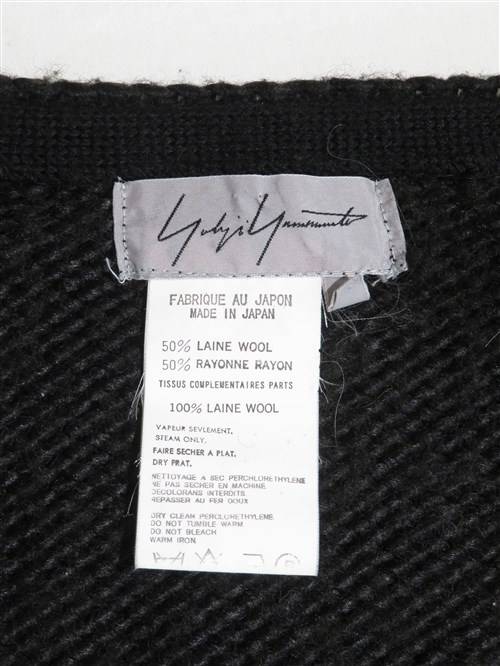 Yohji Yamamoto
FABRIQUE AU JAPON
MADE IN JAPAN
50% LAINE WOOL
50% RAYONNE RAYON
TISSUS COMPLEMENTAIRES PARTS
100% LAINE WOOL
VAPEUR SEVLEMENT.
STEAM ONLY.
FAIRE SECHER A PLAT.
DRY PRAT.
NETTOYAGE A SEC PERCHLORETHYLENE
NE PAS SECHER EN MACHINE
DECOLORANS INTERDITS
REPASSER AU FER DOUX
DRY CLEAN PERCLORETHYLENE
DO NOT TUMBLE WARM
DO NOT BLEACH
WARM IRON